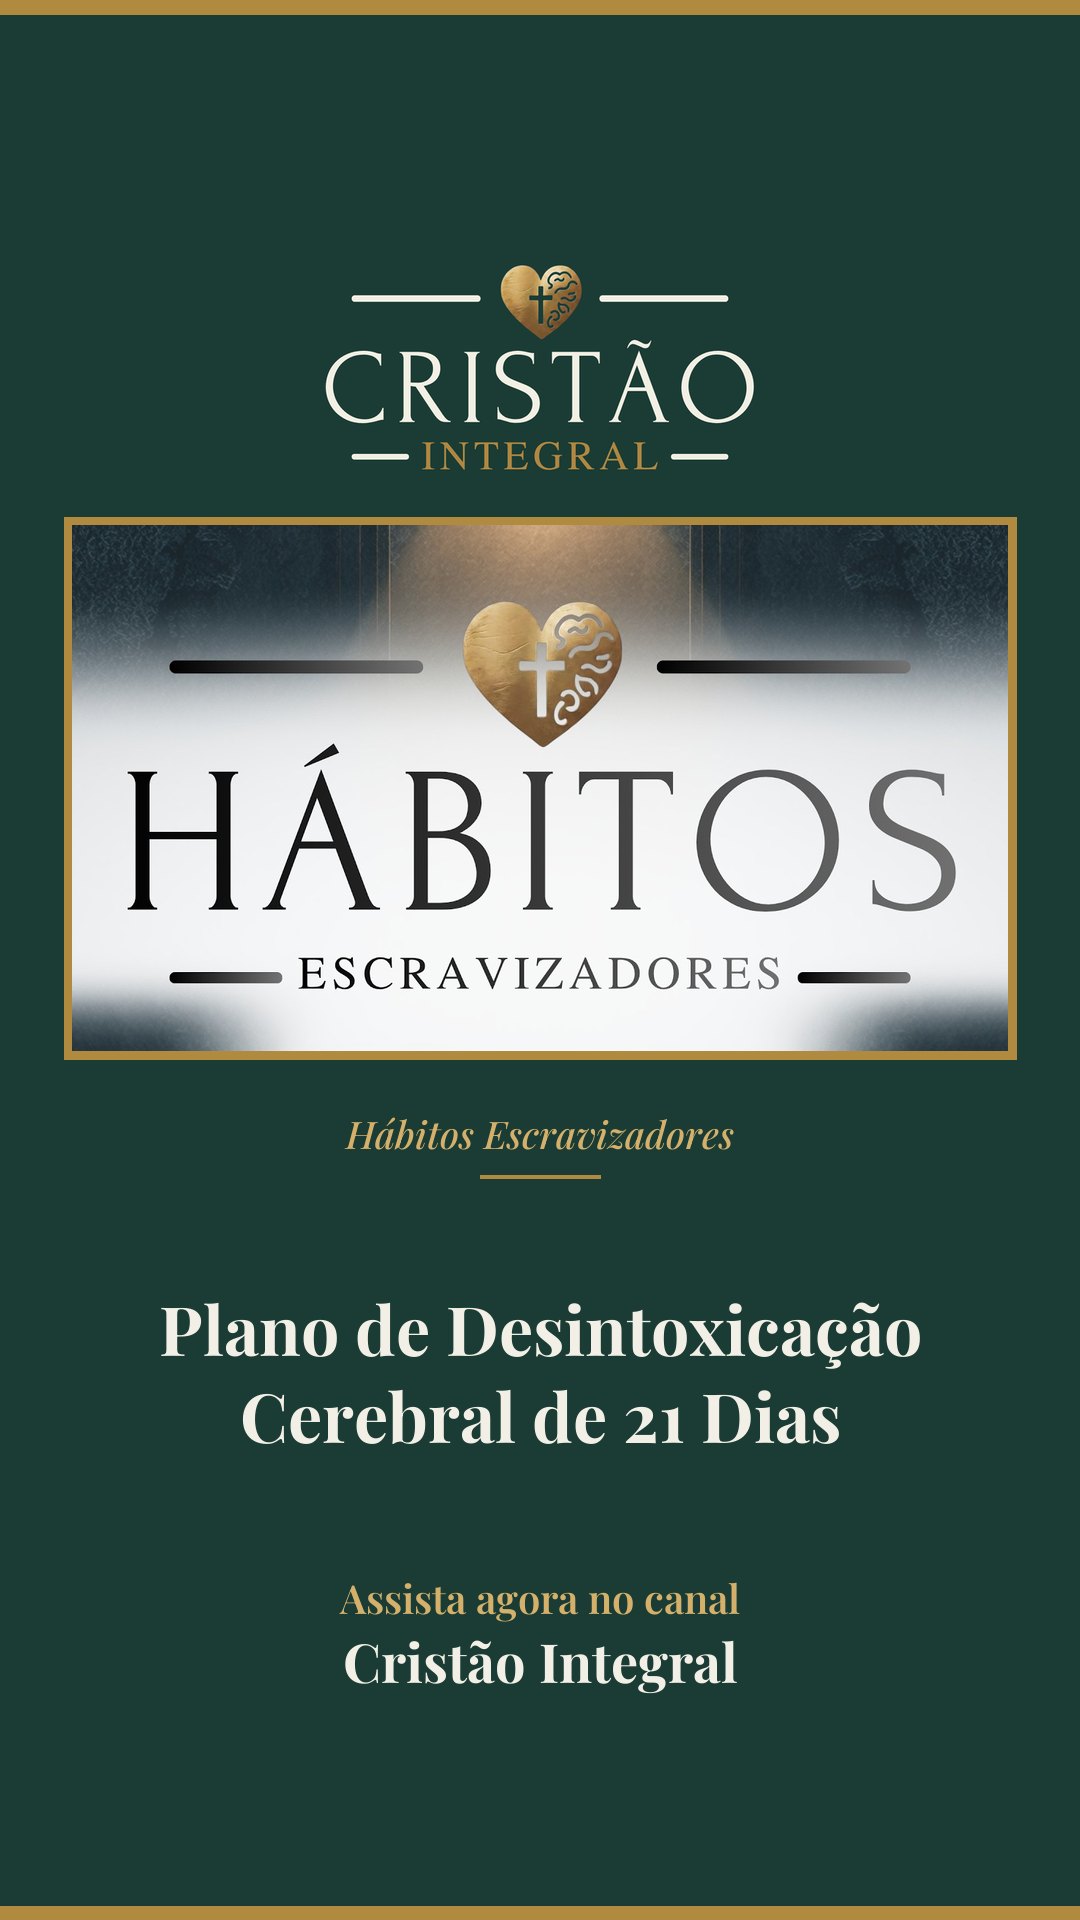 CRISTÃO
INTEGRAL
HÁBITOS
ESCRAVIZADORES
Hábitos Escravizadores
Plano de Desintoxicação
Cerebral de 21 Dias
Assista agora no canal
Cristão Integral